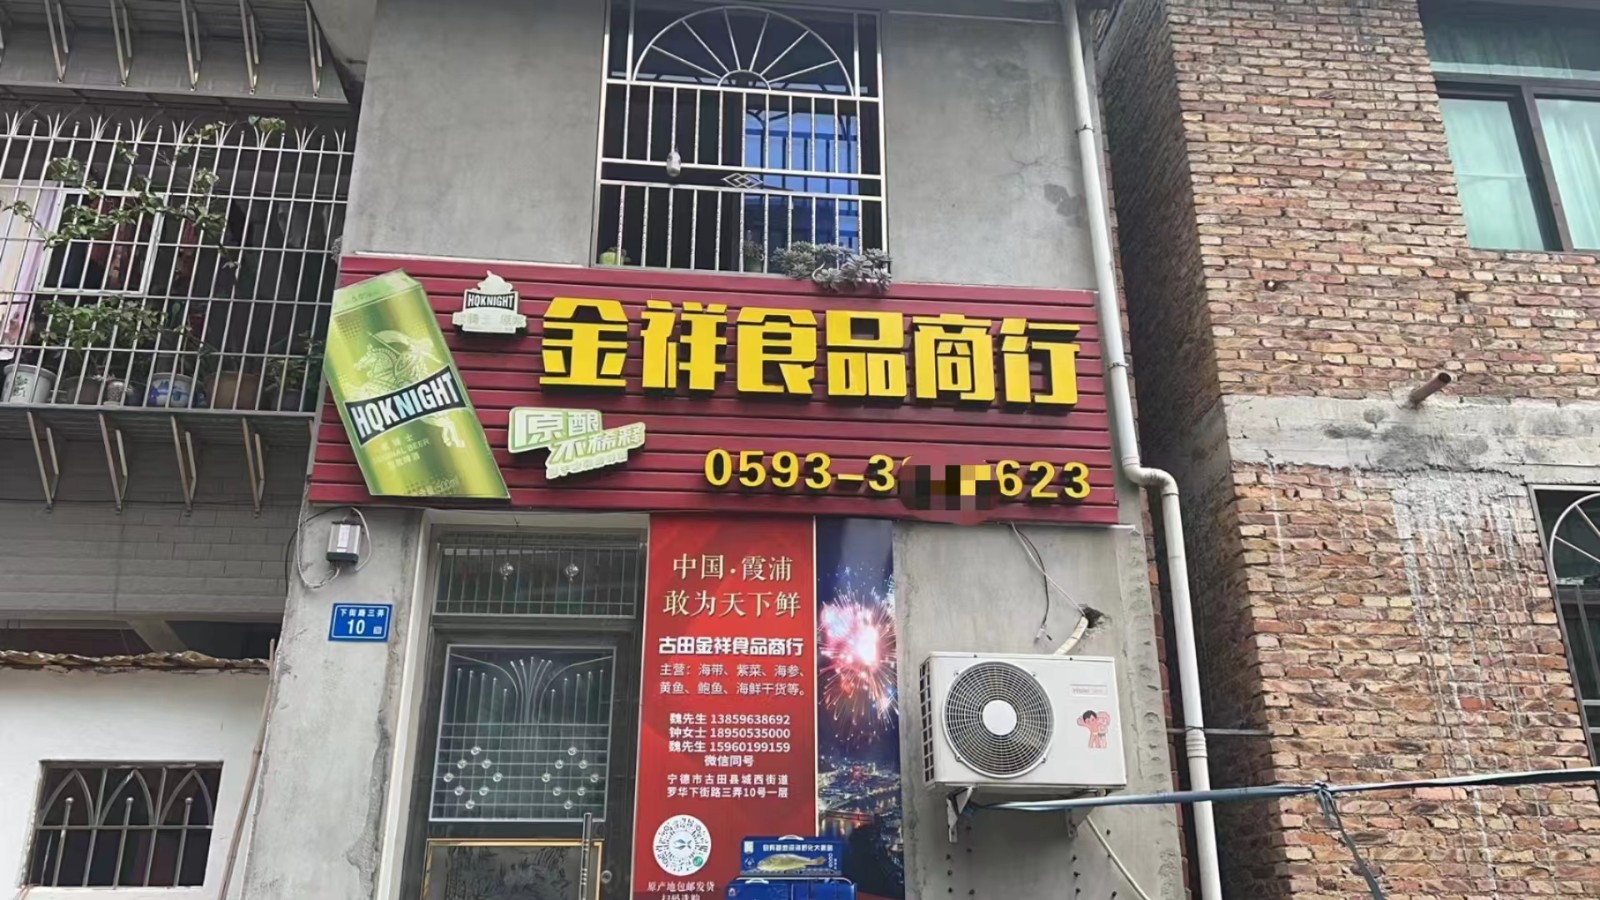 HQKNIGHT
金祥食品商行
HQKNIGHT
原酿
不稀释
0593-3
623
下街路三弄
10
中国·霞浦
敢为天下鲜
古田金祥食品商行
主营：海带、紫菜、海参、
黄鱼、鲍鱼、海鲜干货等。
魏先生 13859638692
钟女士 18950535000
魏先生 15960199159
微信同号
宁德市古田县城西街道
罗华下街路三弄10号一层
原产地包邮发货